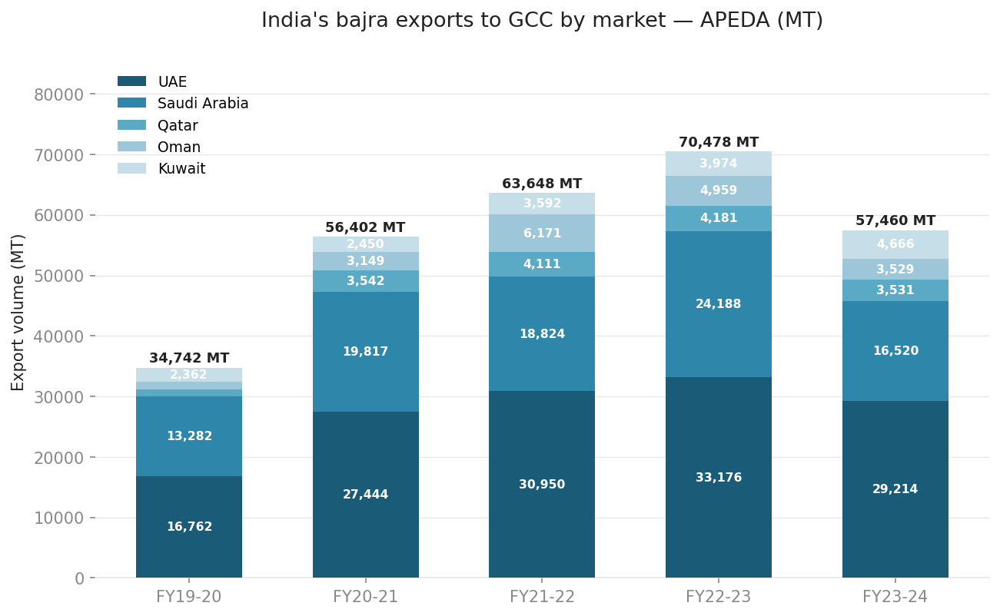 India's bajra exports to GCC by market — APEDA (MT)
UAE
Saudi Arabia
Qatar
Oman
Kuwait
Export volume (MT)
80000
70000
60000
50000
40000
30000
20000
10000
0
34,742 MT
2,362
13,282
16,762
56,402 MT
2,450
3,149
3,542
19,817
27,444
63,648 MT
3,592
6,171
4,111
18,824
30,950
70,478 MT
3,974
4,959
4,181
24,188
33,176
57,460 MT
4,666
3,529
3,531
16,520
29,214
FY19-20
FY20-21
FY21-22
FY22-23
FY23-24